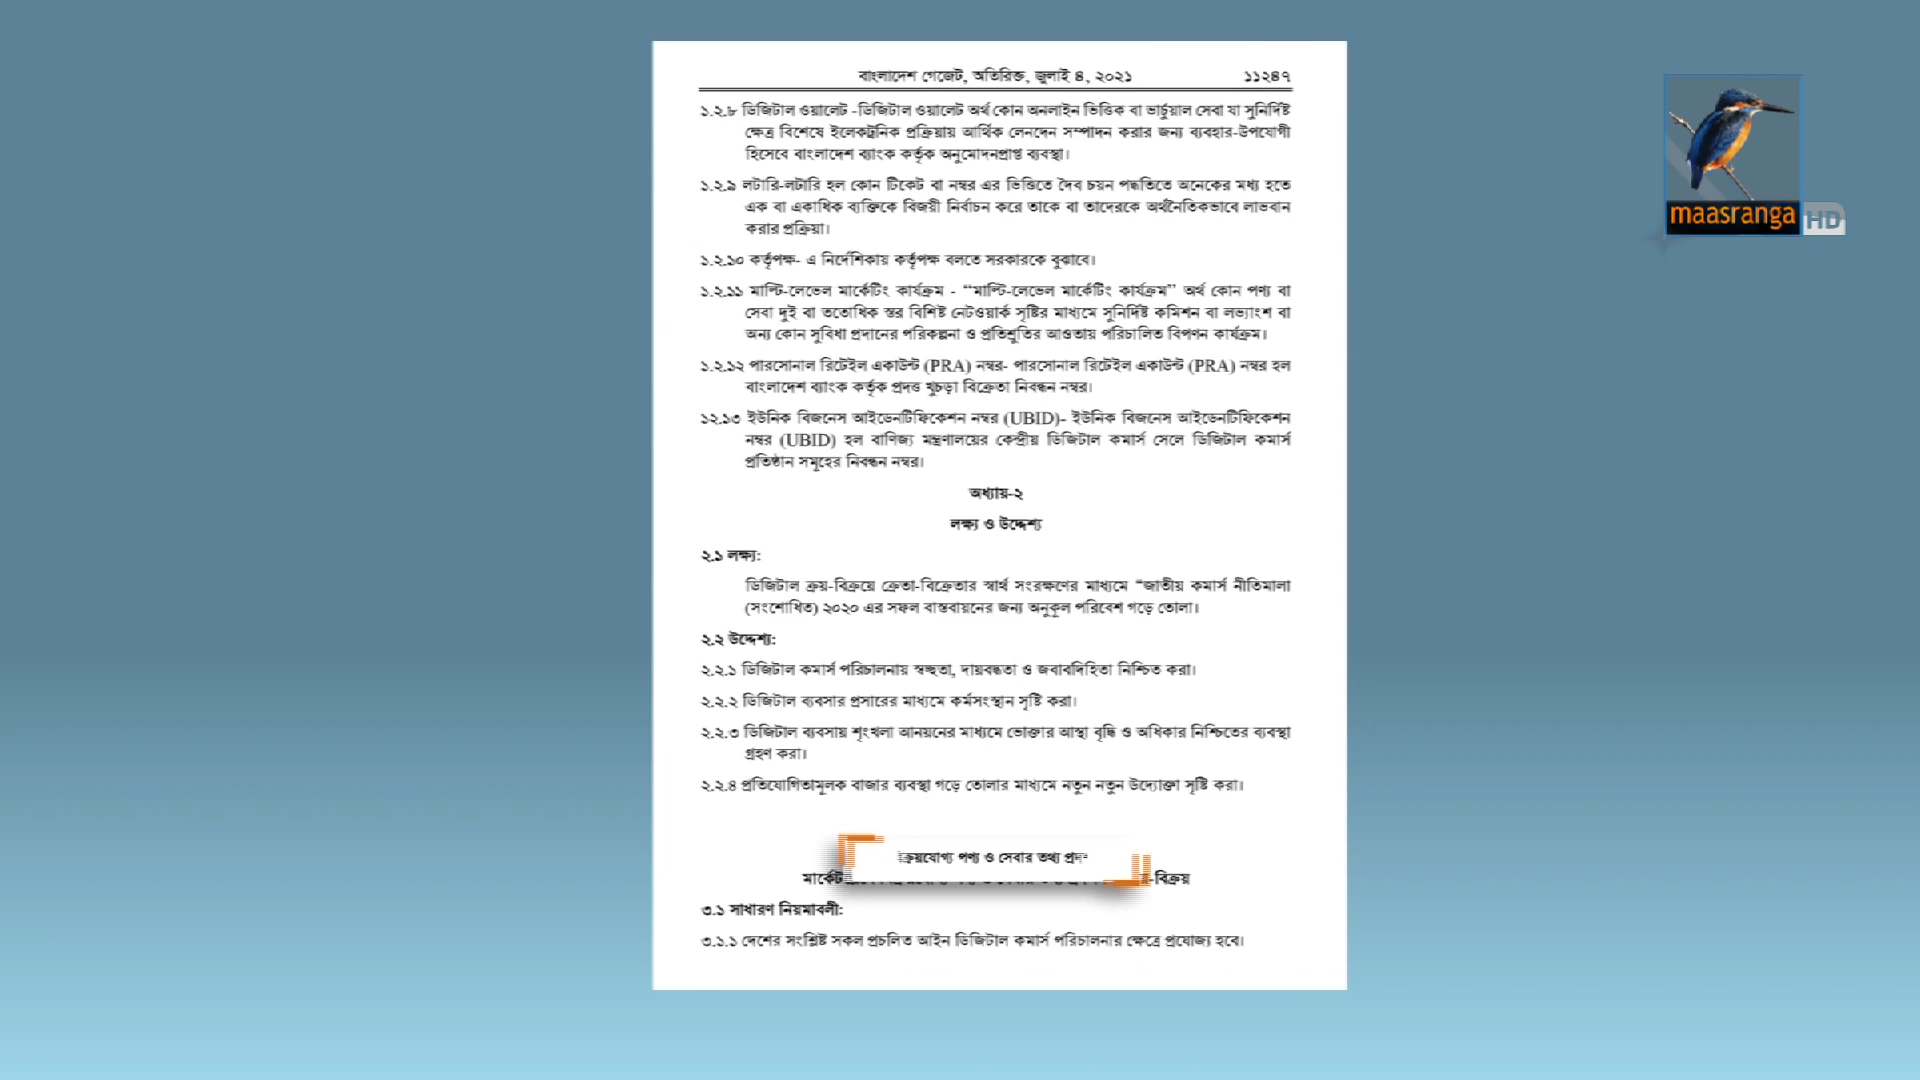 বাংলাদেশ গেজেট, অতিরিক্ত, জুলাই ৪, ২০২১ ১১২৪৭
১.২.৮ ডিজিটাল ওয়ালেট -ডিজিটাল ওয়ালেট অর্থ কোন অনলাইন ভিত্তিক বা ভার্চুয়াল সেবা যা সুনির্দিষ্ট
ক্ষেত্র বিশেষে ইলেকট্রনিক প্রক্রিয়ায় আর্থিক লেনদেন সম্পাদন করার জন্য ব্যবহার-উপযোগী
হিসেবে বাংলাদেশ ব্যাংক কর্তৃক অনুমোদনপ্রাপ্ত ব্যবস্থা।
১.২.৯ লটারি-লটারি হল কোন টিকেট বা নম্বর এর ভিত্তিতে দৈব চয়ন পদ্ধতিতে অনেকের মধ্য হতে
এক বা একাধিক ব্যক্তিকে বিজয়ী নির্বাচন করে তাকে বা তাদেরকে অর্থনৈতিকভাবে লাভবান
করার প্রক্রিয়া।
১.২.১০ কর্তৃপক্ষ- এ নির্দেশিকায় কর্তৃপক্ষ বলতে সরকারকে বুঝাবে।
১.২.১১ মাল্টি-লেভেল মার্কেটিং কার্যক্রম - “মাল্টি-লেভেল মার্কেটিং কার্যক্রম” অর্থ কোন পণ্য বা
সেবা দুই বা ততোধিক স্তর বিশিষ্ট নেটওয়ার্ক সৃষ্টির মাধ্যমে সুনির্দিষ্ট কমিশন বা লভ্যাংশ বা
অন্য কোন সুবিধা প্রদানের পরিকল্পনা ও প্রতিশ্রুতির আওতায় পরিচালিত বিপণন কার্যক্রম।
১.২.১২ পারসোনাল রিটেইল একাউন্ট (PRA) নম্বর- পারসোনাল রিটেইল একাউন্ট (PRA) নম্বর হল
বাংলাদেশ ব্যাংক কর্তৃক প্রদত্ত খুচড়া বিক্রেতা নিবন্ধন নম্বর।
১২.১৩ ইউনিক বিজনেস আইডেনটিফিকেশন নম্বর (UBID)- ইউনিক বিজনেস আইডেনটিফিকেশন
নম্বর (UBID) হল বাণিজ্য মন্ত্রণালয়ের কেন্দ্রীয় ডিজিটাল কমার্স সেলে ডিজিটাল কমার্স
প্রতিষ্ঠান সমূহের নিবন্ধন নম্বর।
অধ্যায়-২
লক্ষ্য ও উদ্দেশ্য
২.১ লক্ষ্য:
ডিজিটাল ক্রয়-বিক্রয়ে ক্রেতা-বিক্রেতার স্বার্থ সংরক্ষণের মাধ্যমে “জাতীয় কমার্স নীতিমালা
(সংশোধিত) ২০২০ এর সফল বাস্তবায়নের জন্য অনুকূল পরিবেশ গড়ে তোলা।
২.২ উদ্দেশ্য:
২.২.১ ডিজিটাল কমার্স পরিচালনায় স্বচ্ছতা, দায়বদ্ধতা ও জবাবদিহিতা নিশ্চিত করা।
২.২.২ ডিজিটাল ব্যবসার প্রসারের মাধ্যমে কর্মসংস্থান সৃষ্টি করা।
২.২.৩ ডিজিটাল ব্যবসায় শৃংখলা আনয়নের মাধ্যমে ভোক্তার আস্থা বৃদ্ধি ও অধিকার নিশ্চিতের ব্যবস্থা
গ্রহণ করা।
২.২.৪ প্রতিযোগিতামূলক বাজার ব্যবস্থা গড়ে তোলার মাধ্যমে নতুন নতুন উদ্যোক্তা সৃষ্টি করা।
ক্রয়যোগ্য পণ্য ও সেবার তথ্য
-বিক্রয়
৩.১ সাধারণ নিয়মাবলী:
৩.১.১ দেশের সংশ্লিষ্ট সকল প্রচলিত আইন ডিজিটাল কমার্স পরিচালনার ক্ষেত্রে প্রযোজ্য হবে।
maasranga HD